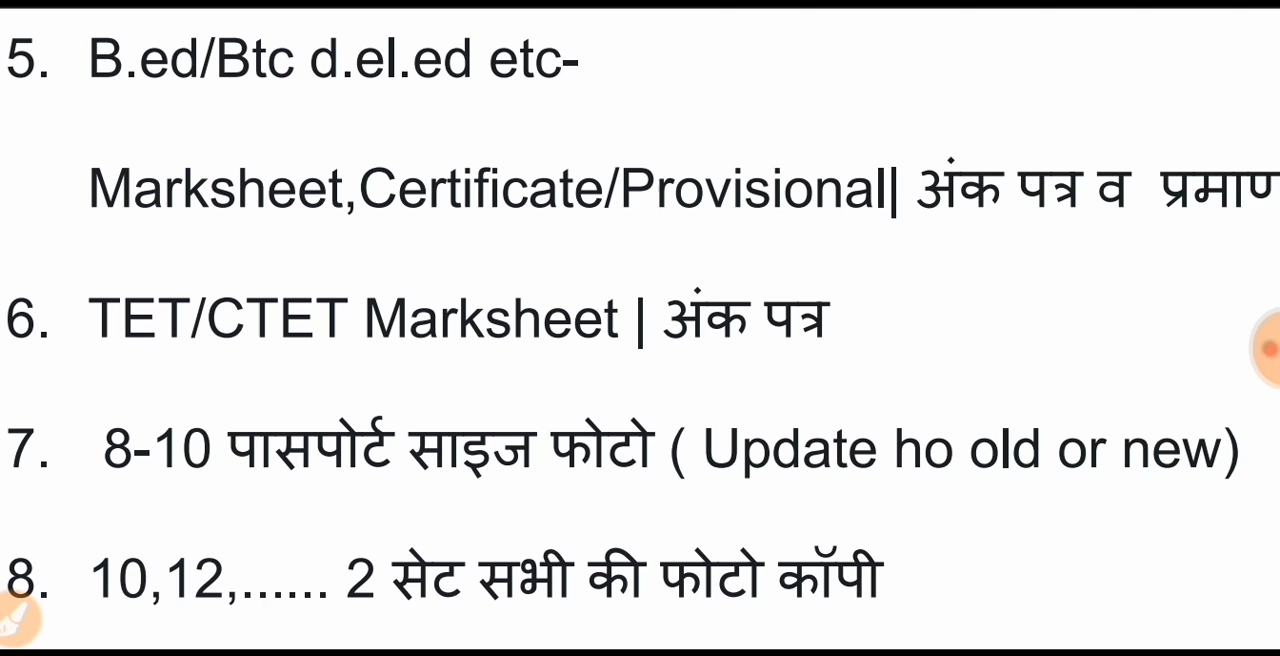 5. B.ed/Btc d.el.ed etc-
Marksheet,Certificate/Provisional| अंक पत्र व प्रमाण
6. TET/CTET Marksheet | अंक पत्र
7. 8-10 पासपोर्ट साइज फोटो ( Update ho old or new)
8. 10,12,...... 2 सेट सभी की फोटो कॉपी